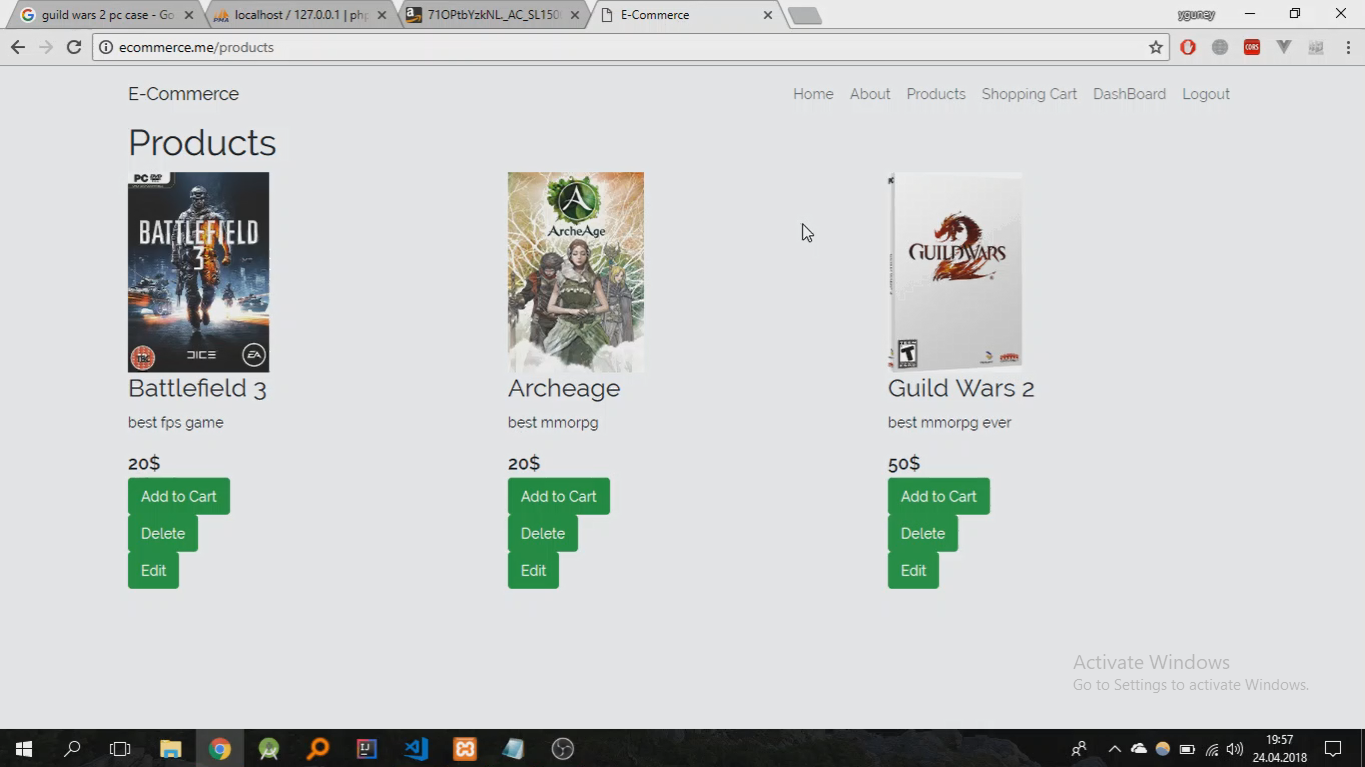 guild wars 2 pc case - Go
localhost / 127.0.0.1 | ph
71OPtbYzkNL._AC_SL150
E-Commerce
yguney
ecommerce.me/products
E-Commerce
Home About Products Shopping Cart DashBoard Logout
Products
PC
BATTLEFIELD
3
DICE
EA
ArcheAge
GUILD WARS
2
T
Battlefield 3
Archeage
Guild Wars 2
best fps game
best mmorpg
best mmorpg ever
20$
20$
50$
Add to Cart
Add to Cart
Add to Cart
Delete
Delete
Delete
Edit
Edit
Edit
Activate Windows
Go to Settings to activate Windows.
19:57
24.04.2018